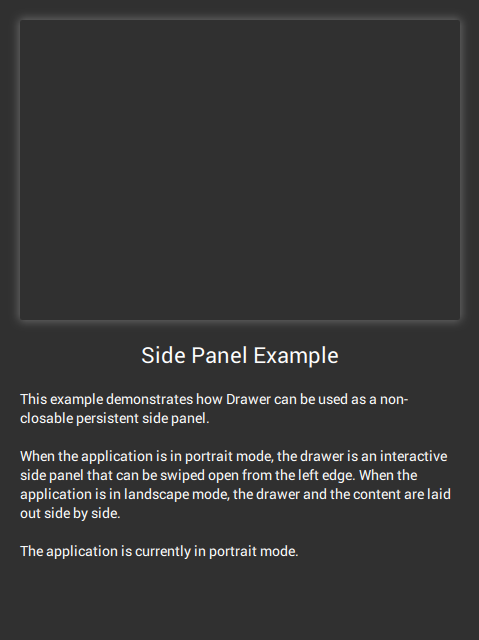 Side Panel Example
This example demonstrates how Drawer can be used as a non-
closable persistent side panel.
When the application is in portrait mode, the drawer is an interactive
side panel that can be swiped open from the left edge. When the
application is in landscape mode, the drawer and the content are laid
out side by side.
The application is currently in portrait mode.